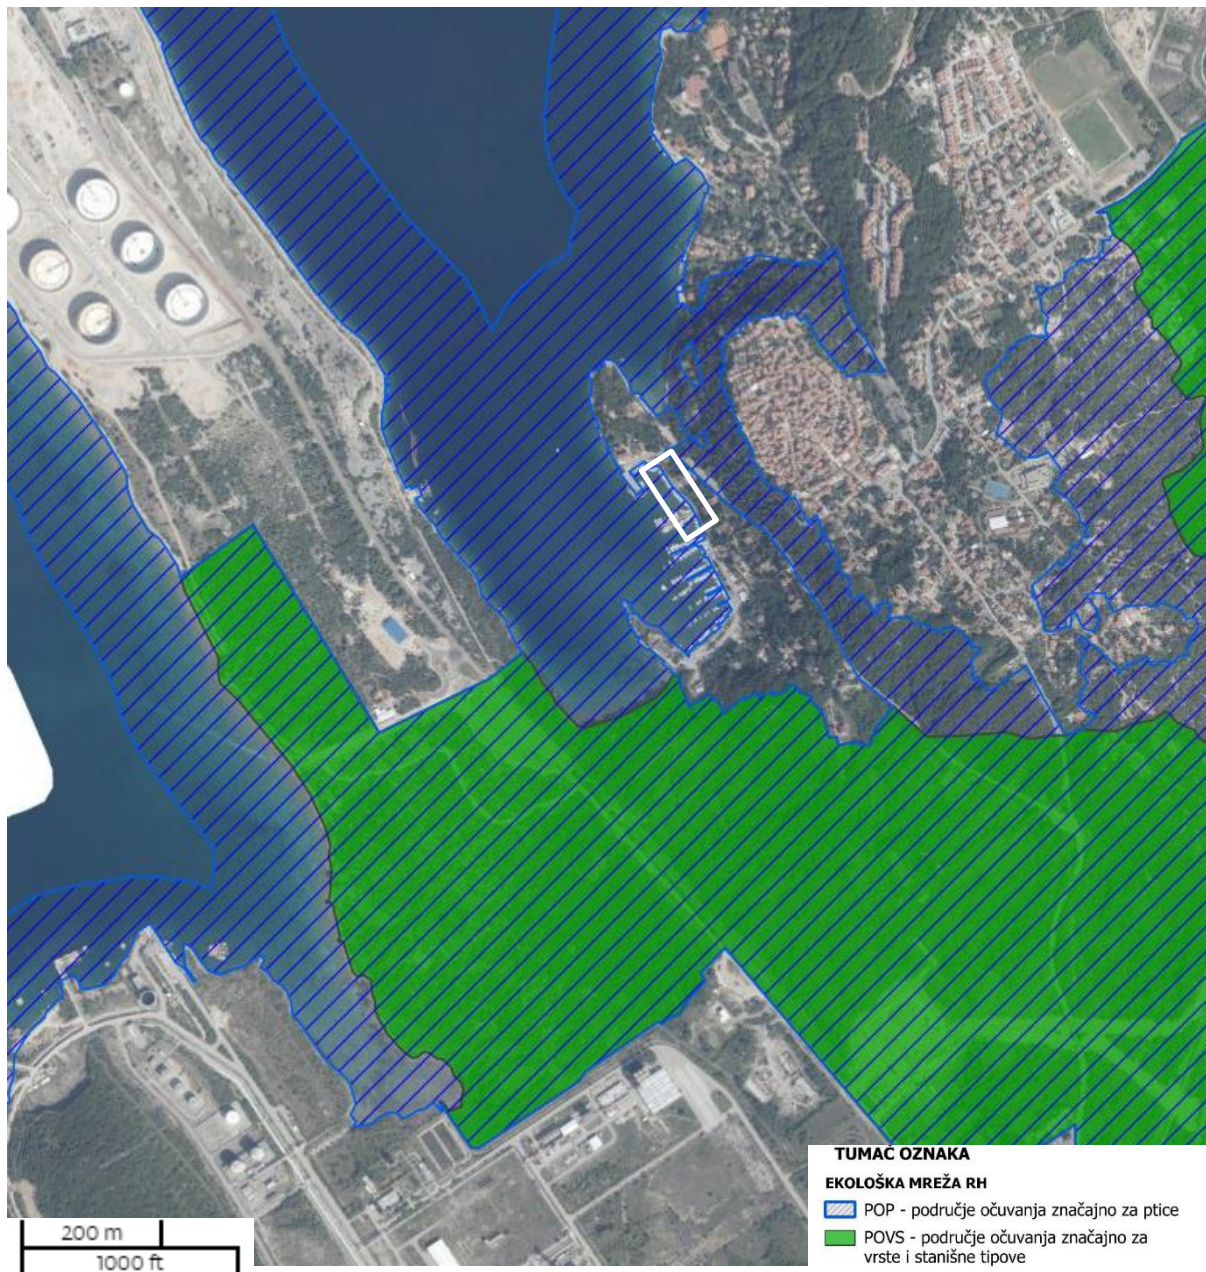 TUMAČ OZNAKA
EKOLOŠKA MREŽA RH
POP - područje očuvanja značajno za ptice
POVS - područje očuvanja značajno za
vrste i stanišne tipove
200 m
1000 ft